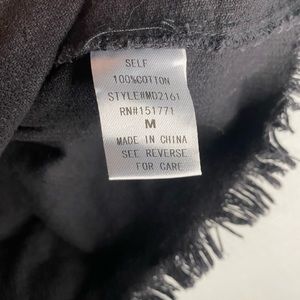 SELF
100%COTTON
STYLE#MD2161
RN#151771
M
MADE IN CHINA
SEE REVERSE
FOR CARE